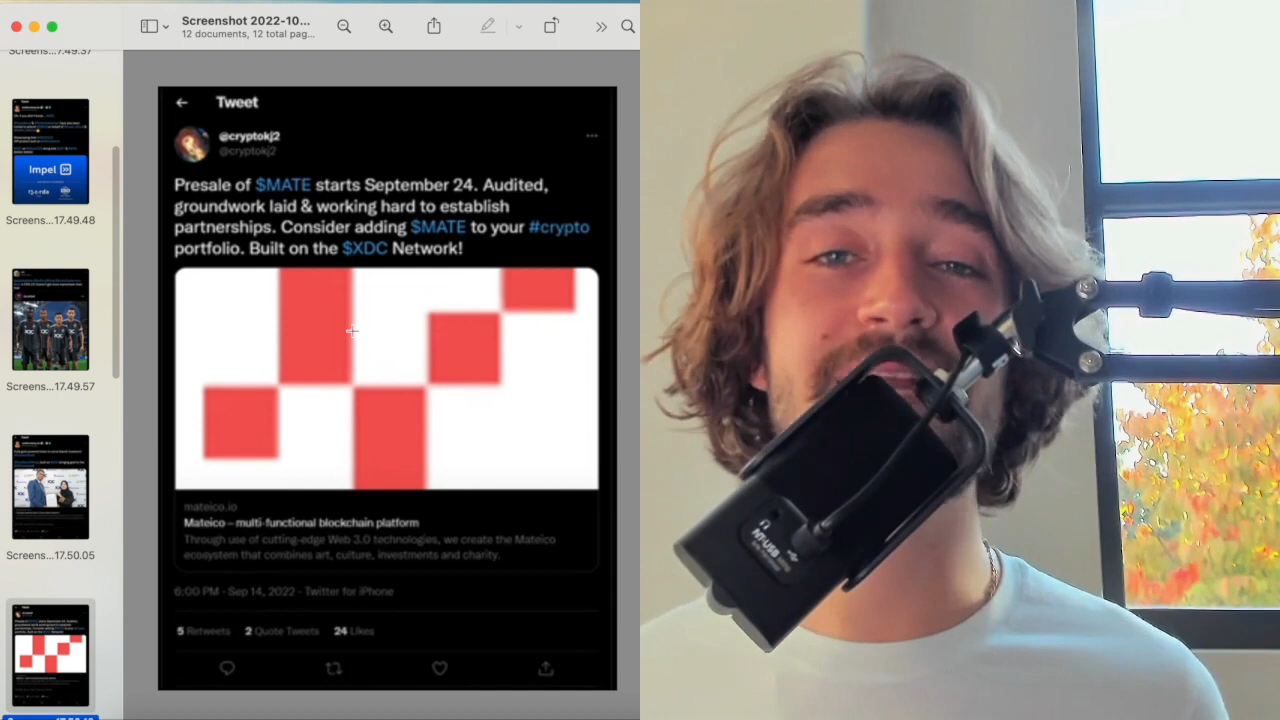 Screenshot 2022-10...
12 documents, 12 total pag...
Screens...17.49.48
Screens...17.49.57
Screens...17.50.05
Impel
Tweet
@cryptokj2
@cryptokj2
Presale of $MATE starts September 24. Audited,
groundwork laid & working hard to establish
partnerships. Consider adding $MATE to your #crypto
portfolio. Built on the $XDC Network!
mateico.io
Mateico – multi-functional blockchain platform
Through use of cutting-edge Web 3.0 technologies, we create the Mateico
ecosystem that combines art, culture, investments and charity.
6:00 PM · Sep 14, 2022 · Twitter for iPhone
5 Retweets 2 Quote Tweets 24 Likes
NT-USB